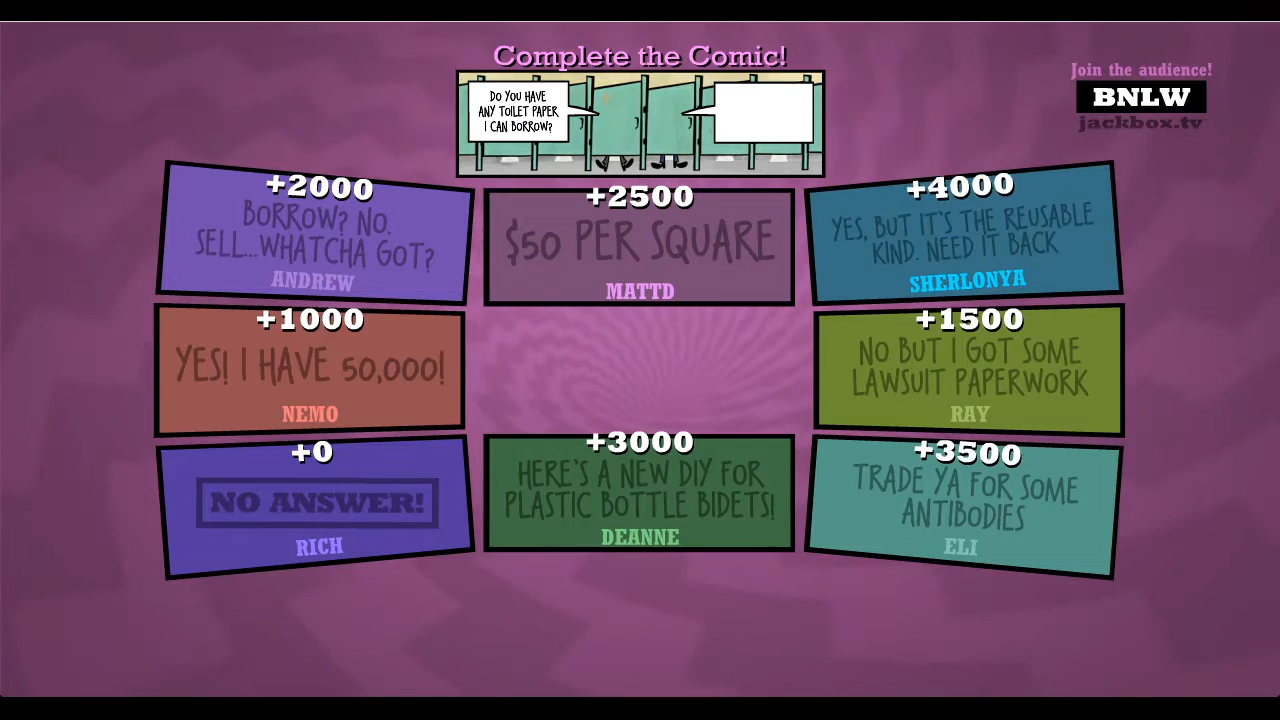 Complete the Comic!
DO YOU HAVE
ANY TOILET PAPER
I CAN BORROW?
Join the audience!
BNLW
jackbox.tv
+2000
BORROW? NO.
SELL...WHATCHA GOT?
ANDREW
+2500
$50 PER SQUARE
MATTD
+4000
YES, BUT IT'S THE REUSABLE
KIND. NEED IT BACK
SHERLONYA
+1000
YES! I HAVE 50,000!
NEMO
+1500
NO BUT I GOT SOME
LAWSUIT PAPERWORK
RAY
+0
NO ANSWER!
RICH
+3000
HERE'S A NEW DIY FOR
PLASTIC BOTTLE BIDETS!
DEANNE
+3500
TRADE YA FOR SOME
ANTIBODIES
ELI